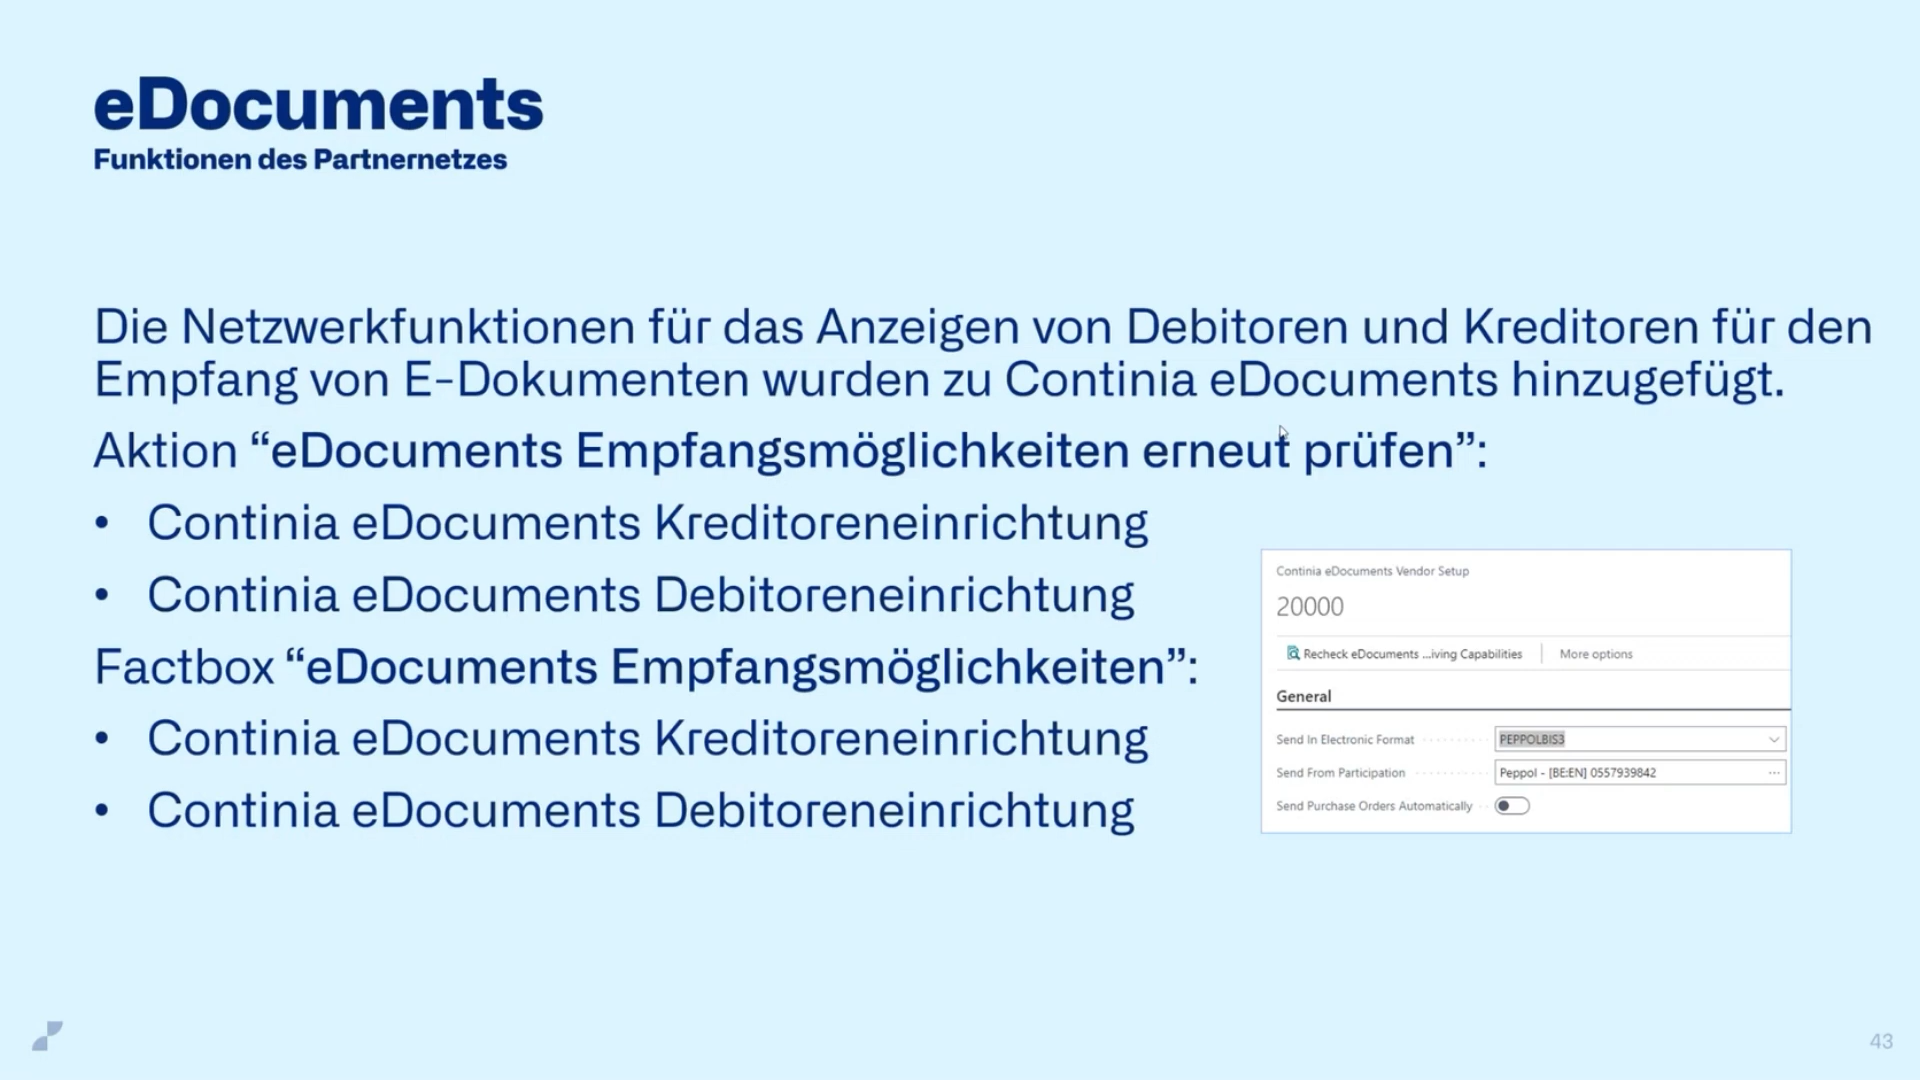 eDocuments
Funktionen des Partnernetzes
Die Netzwerkfunktionen für das Anzeigen von Debitoren und Kreditoren für den
Empfang von E-Dokumenten wurden zu Continia eDocuments hinzugefügt.
Aktion “eDocuments Empfangsmöglichkeiten erneut prüfen”:
• Continia eDocuments Kreditoreneinrichtung
• Continia eDocuments Debitoreneinrichtung
Factbox “eDocuments Empfangsmöglichkeiten”:
• Continia eDocuments Kreditoreneinrichtung
• Continia eDocuments Debitoreneinrichtung
Continia eDocuments Vendor Setup
20000
Recheck eDocuments ...iving Capabilities | More options
General
Send In Electronic Format PEPPOLBIS3
Send From Participation Peppol - [BE:EN] 0557939842 ...
Send Purchase Orders Automatically
43